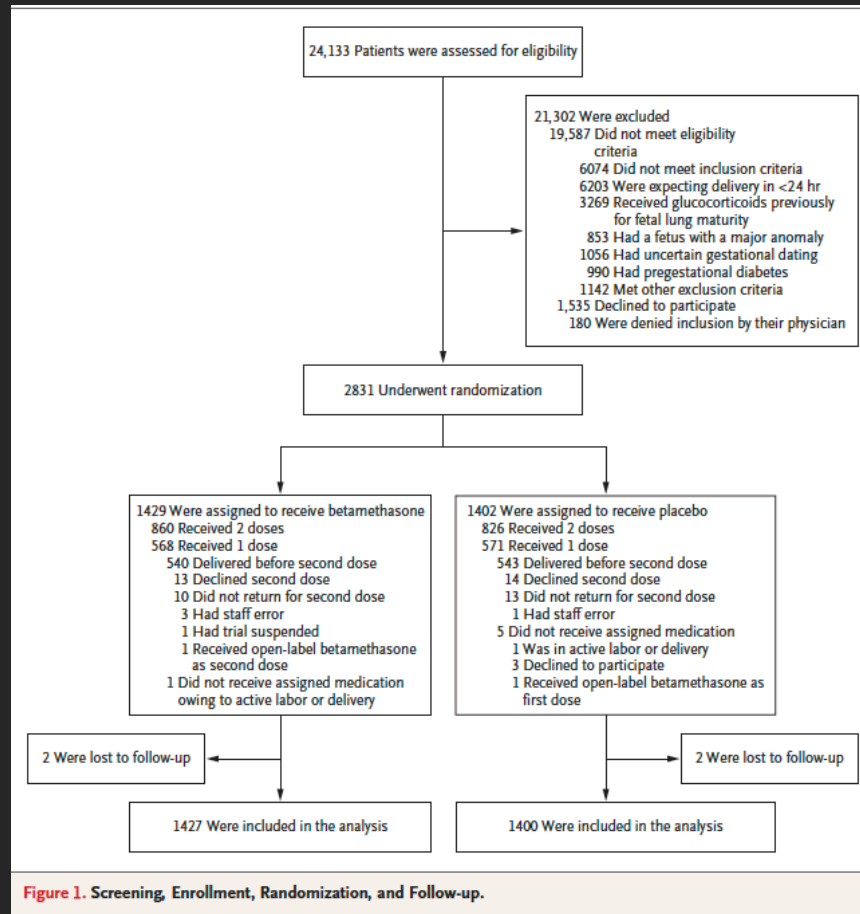 24,133 Patients were assessed for eligibility
21,302 Were excluded
19,587 Did not meet eligibility
criteria
6074 Did not meet inclusion criteria
6203 Were expecting delivery in <24 hr
3269 Received glucocorticoids previously
for fetal lung maturity
853 Had a fetus with a major anomaly
1056 Had uncertain gestational dating
990 Had pregestational diabetes
1142 Met other exclusion criteria
1,535 Declined to participate
180 Were denied inclusion by their physician
2831 Underwent randomization
1429 Were assigned to receive betamethasone
860 Received 2 doses
568 Received 1 dose
540 Delivered before second dose
13 Declined second dose
10 Did not return for second dose
3 Had staff error
1 Had trial suspended
1 Received open-label betamethasone
as second dose
1 Did not receive assigned medication
owing to active labor or delivery
1402 Were assigned to receive placebo
826 Received 2 doses
571 Received 1 dose
543 Delivered before second dose
14 Declined second dose
13 Did not return for second dose
1 Had staff error
5 Did not receive assigned medication
1 Was in active labor or delivery
3 Declined to participate
1 Received open-label betamethasone as
first dose
2 Were lost to follow-up
2 Were lost to follow-up
1427 Were included in the analysis
1400 Were included in the analysis
Figure 1. Screening, Enrollment, Randomization, and Follow-up.